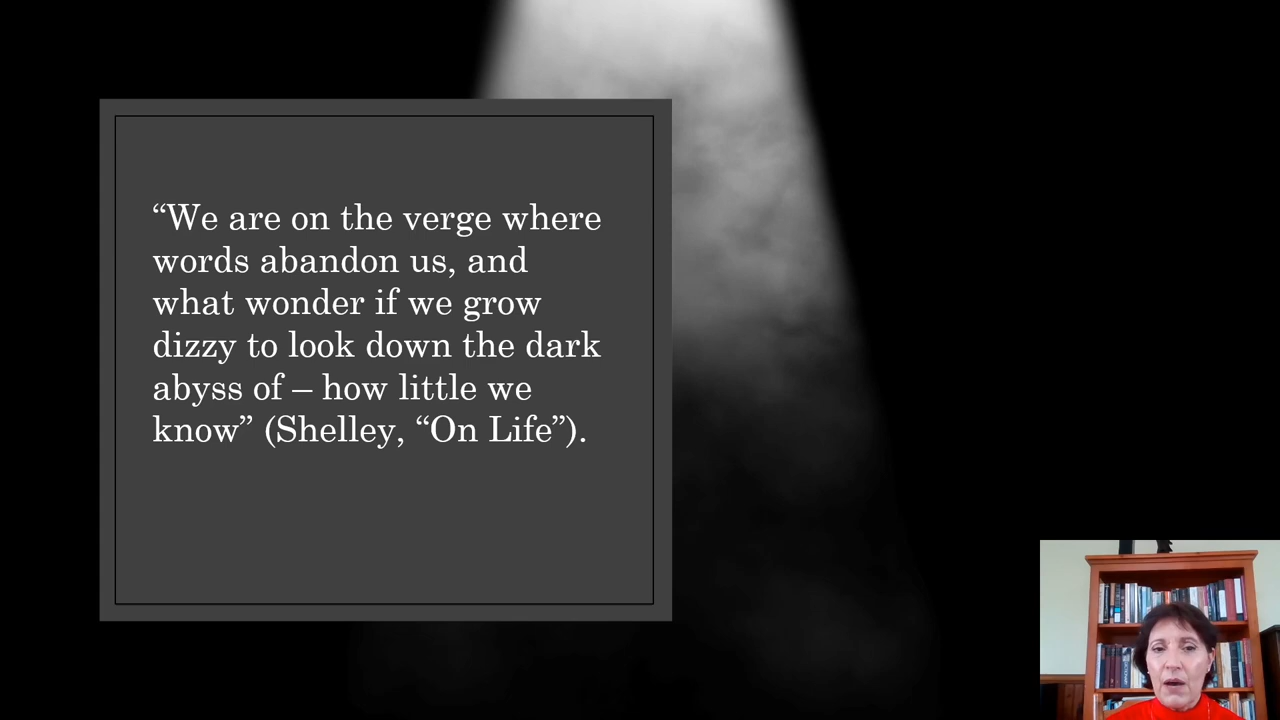 “We are on the verge where
words abandon us, and
what wonder if we grow
dizzy to look down the dark
abyss of – how little we
know” (Shelley, “On Life”).